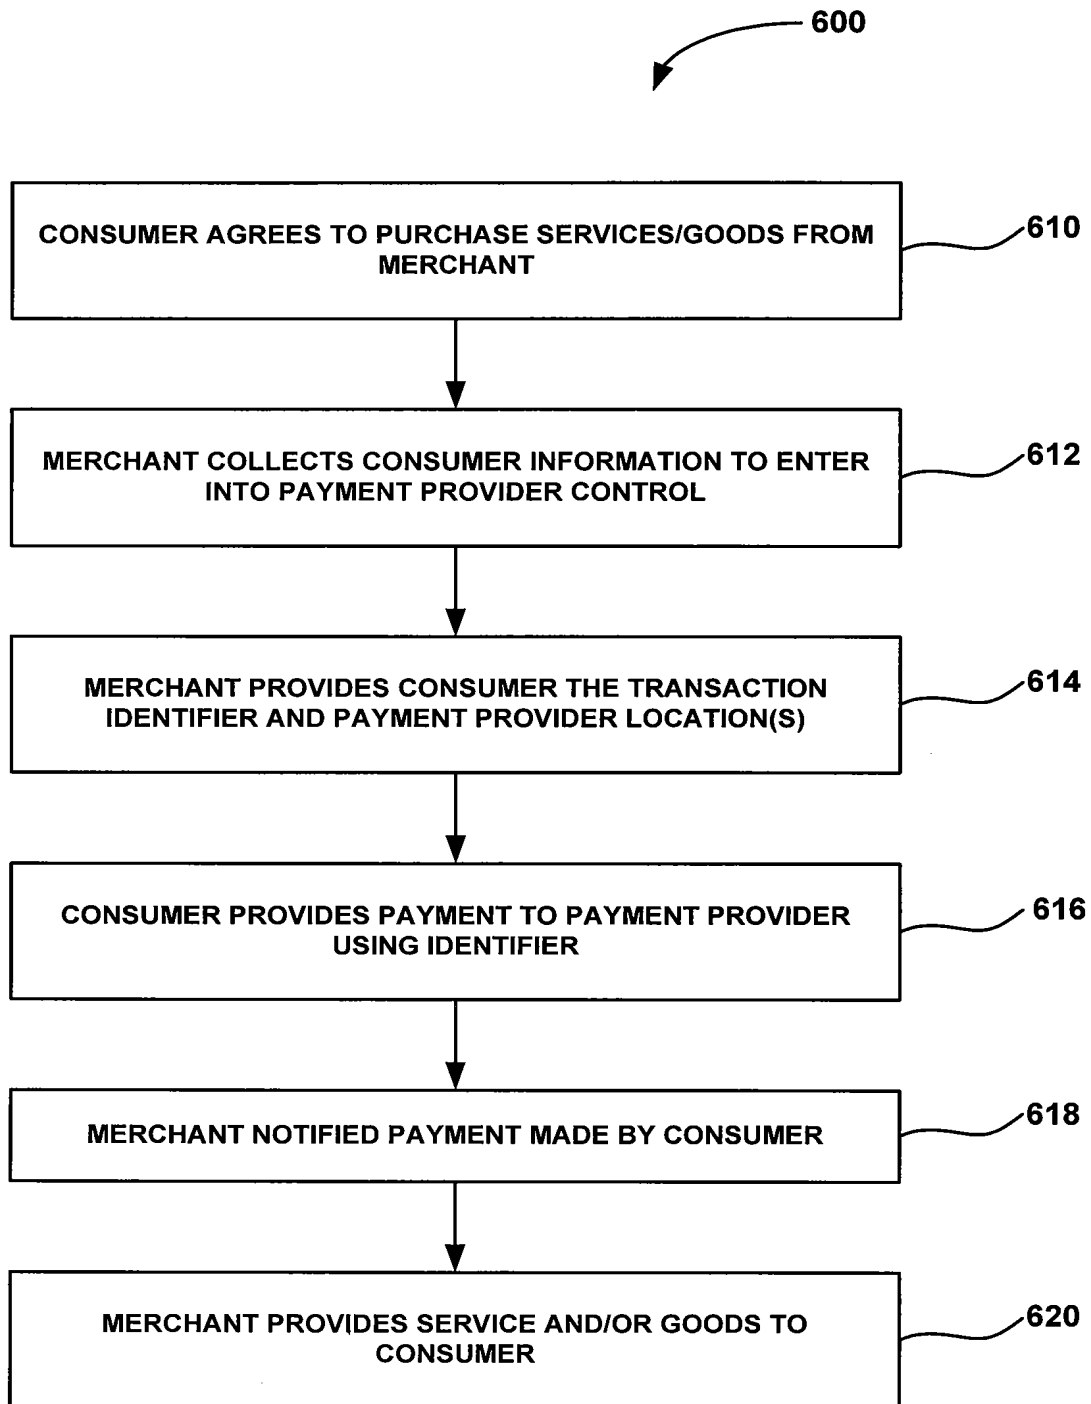 600
CONSUMER AGREES TO PURCHASE SERVICES/GOODS FROM
MERCHANT
610
MERCHANT COLLECTS CONSUMER INFORMATION TO ENTER
INTO PAYMENT PROVIDER CONTROL
612
MERCHANT PROVIDES CONSUMER THE TRANSACTION
IDENTIFIER AND PAYMENT PROVIDER LOCATION(S)
614
CONSUMER PROVIDES PAYMENT TO PAYMENT PROVIDER
USING IDENTIFIER
616
MERCHANT NOTIFIED PAYMENT MADE BY CONSUMER
618
MERCHANT PROVIDES SERVICE AND/OR GOODS TO
CONSUMER
620